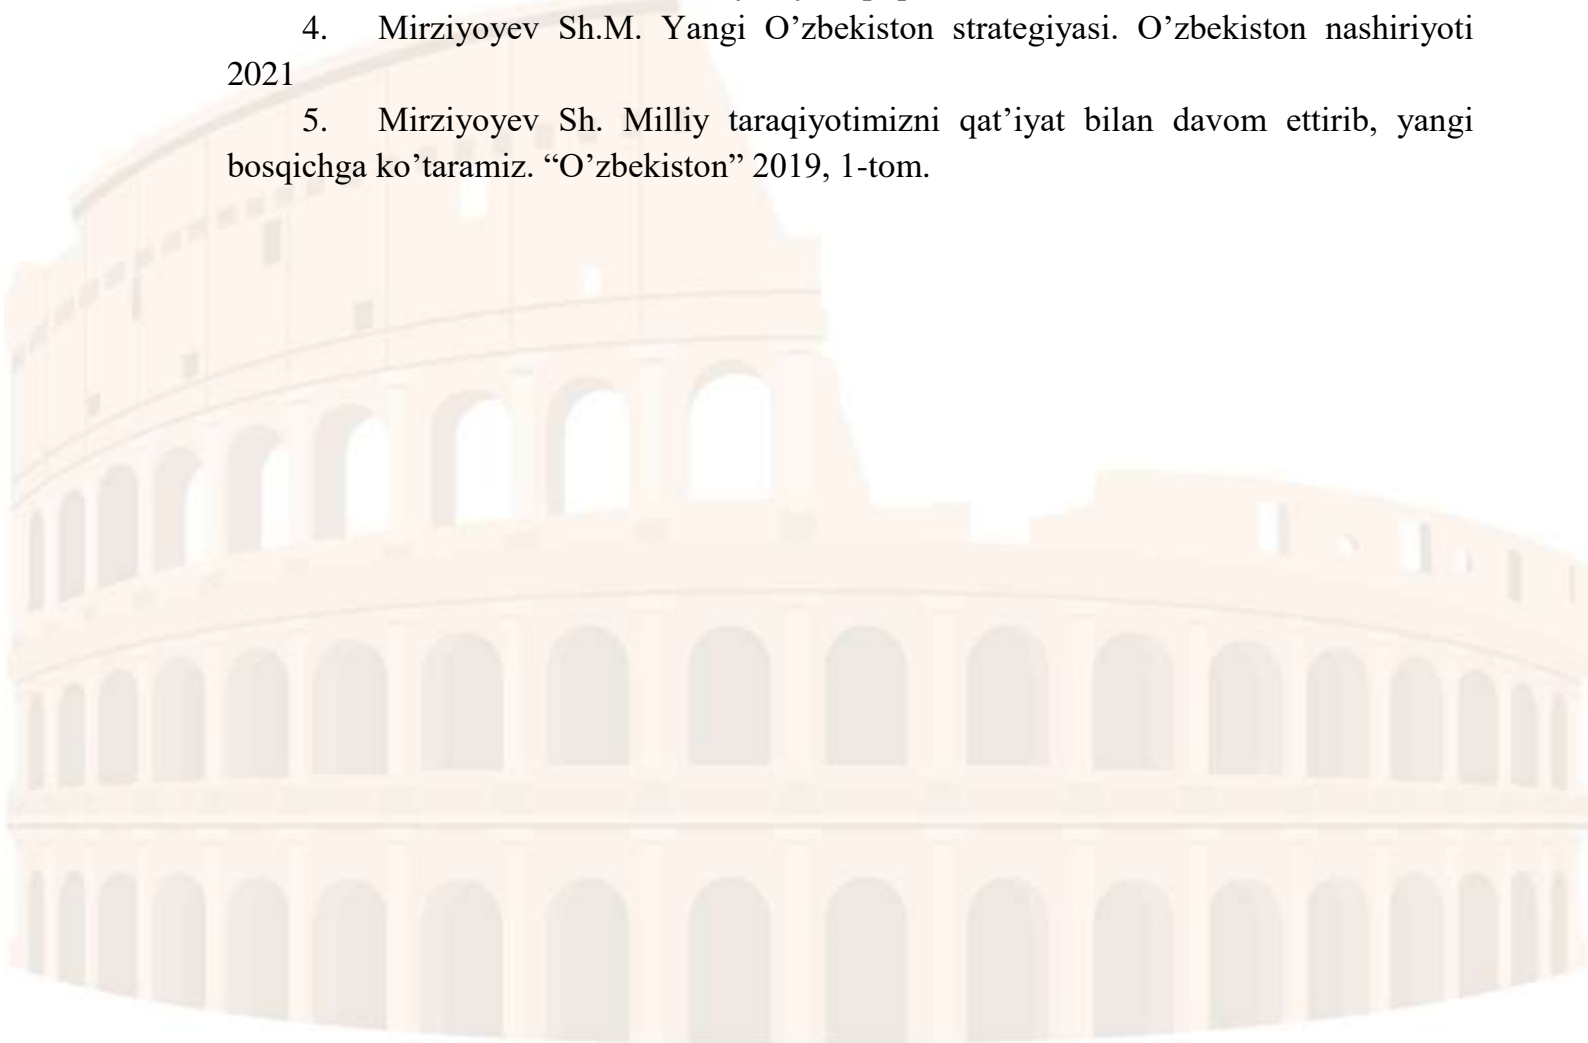 4. Mirziyoyev Sh.M. Yangi O’zbekiston strategiyasi. O’zbekiston nashiriyoti
2021
5. Mirziyoyev Sh. Milliy taraqiyotimizni qat’iyat bilan davom ettirib, yangi
bosqichga ko’taramiz. “O’zbekiston” 2019, 1-tom.